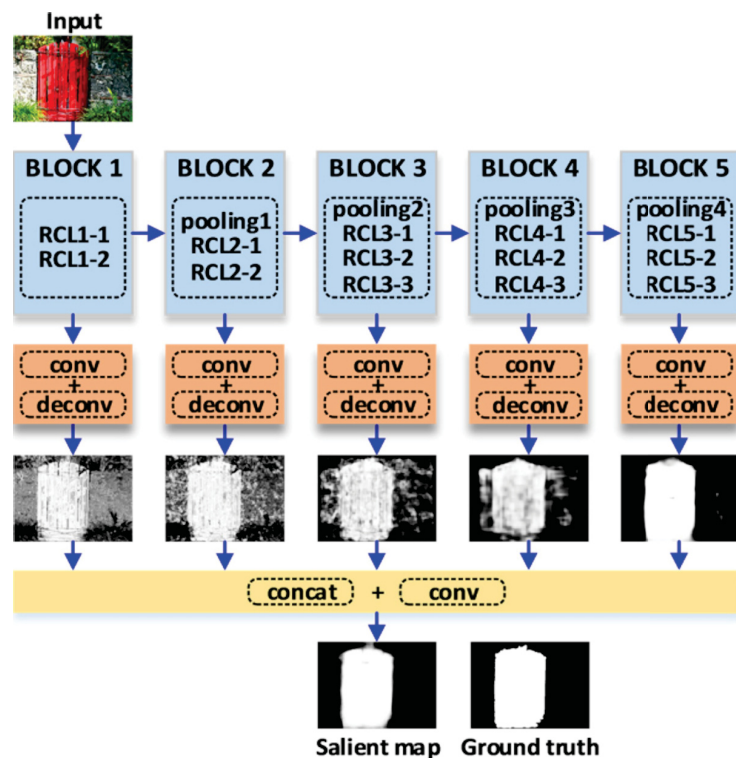 Input
BLOCK 1
RCL1-1
RCL1-2
BLOCK 2
pooling1
RCL2-1
RCL2-2
BLOCK 3
pooling2
RCL3-1
RCL3-2
RCL3-3
BLOCK 4
pooling3
RCL4-1
RCL4-2
RCL4-3
BLOCK 5
pooling4
RCL5-1
RCL5-2
RCL5-3
conv
+
deconv
conv
+
deconv
conv
+
deconv
conv
+
deconv
conv
+
deconv
concat + conv
Salient map
Ground truth